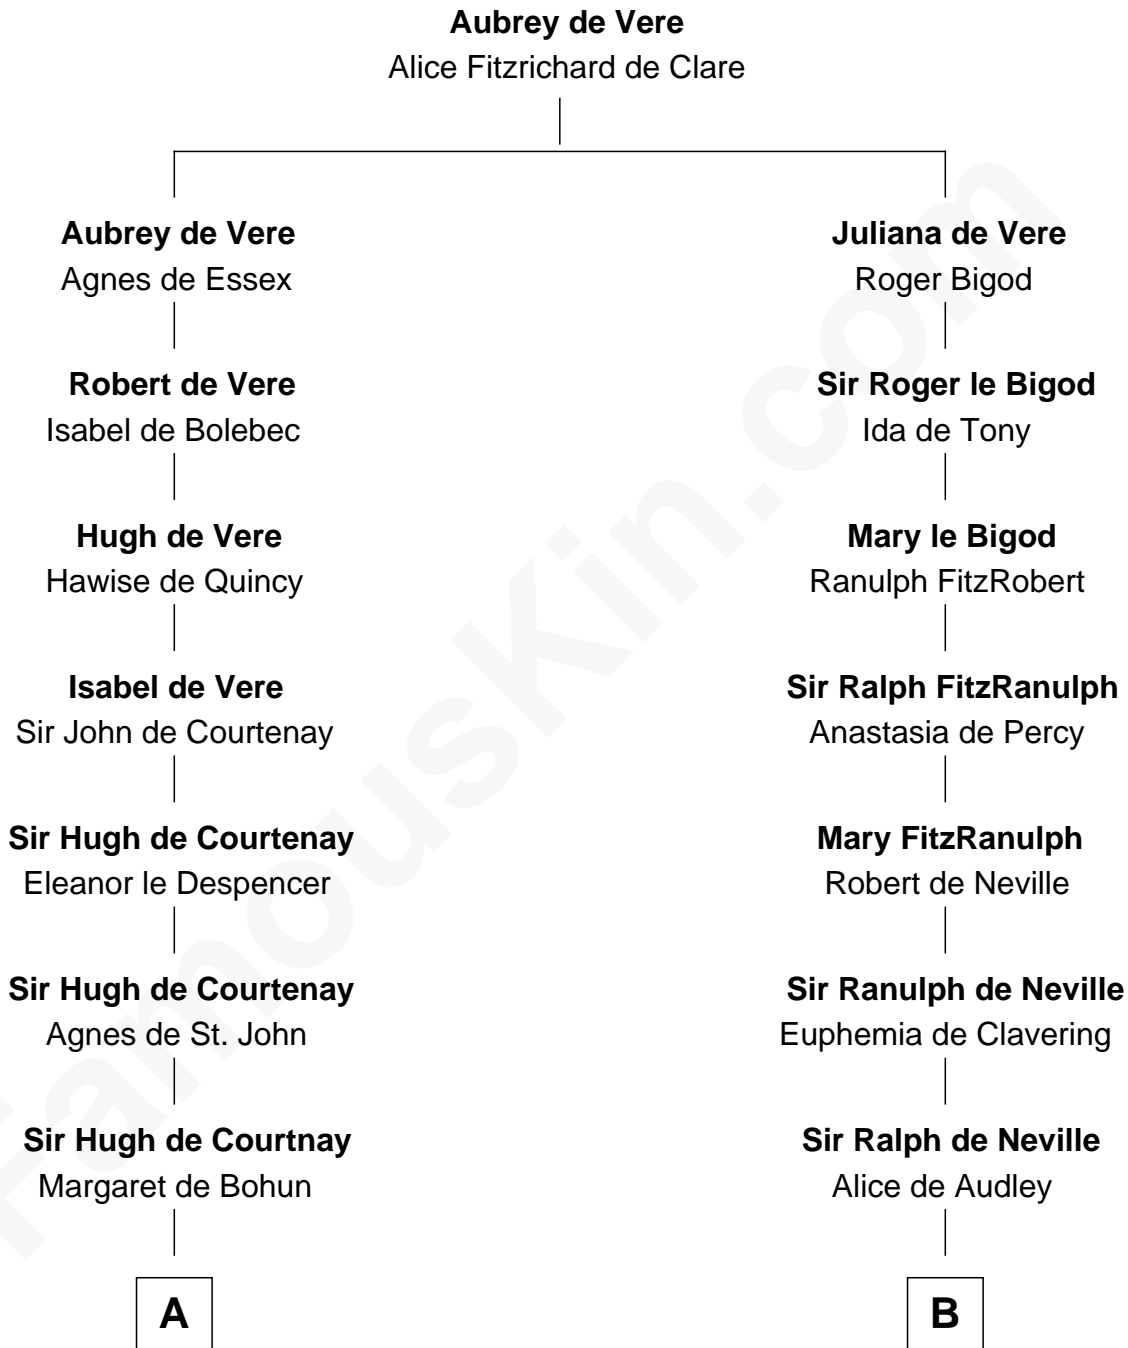 Aubrey de Vere
Alice Fitzrichard de Clare
Aubrey de Vere
Agnes de Essex
Juliana de Vere
Roger Bigod
Robert de Vere
Isabel de Bolebec
Sir Roger le Bigod
Ida de Tony
Hugh de Vere
Hawise de Quincy
Mary le Bigod
Ranulph FitzRobert
Isabel de Vere
Sir John de Courtenay
Sir Ralph FitzRanulph
Anastasia de Percy
Sir Hugh de Courtenay
Eleanor le Despencer
Mary FitzRanulph
Robert de Neville
Sir Hugh de Courtenay
Agnes de St. John
Sir Ranulph de Neville
Euphemia de Clavering
Sir Hugh de Courtnay
Margaret de Bohun
Sir Ralph de Neville
Alice de Audley
A
B
FamousKin.com